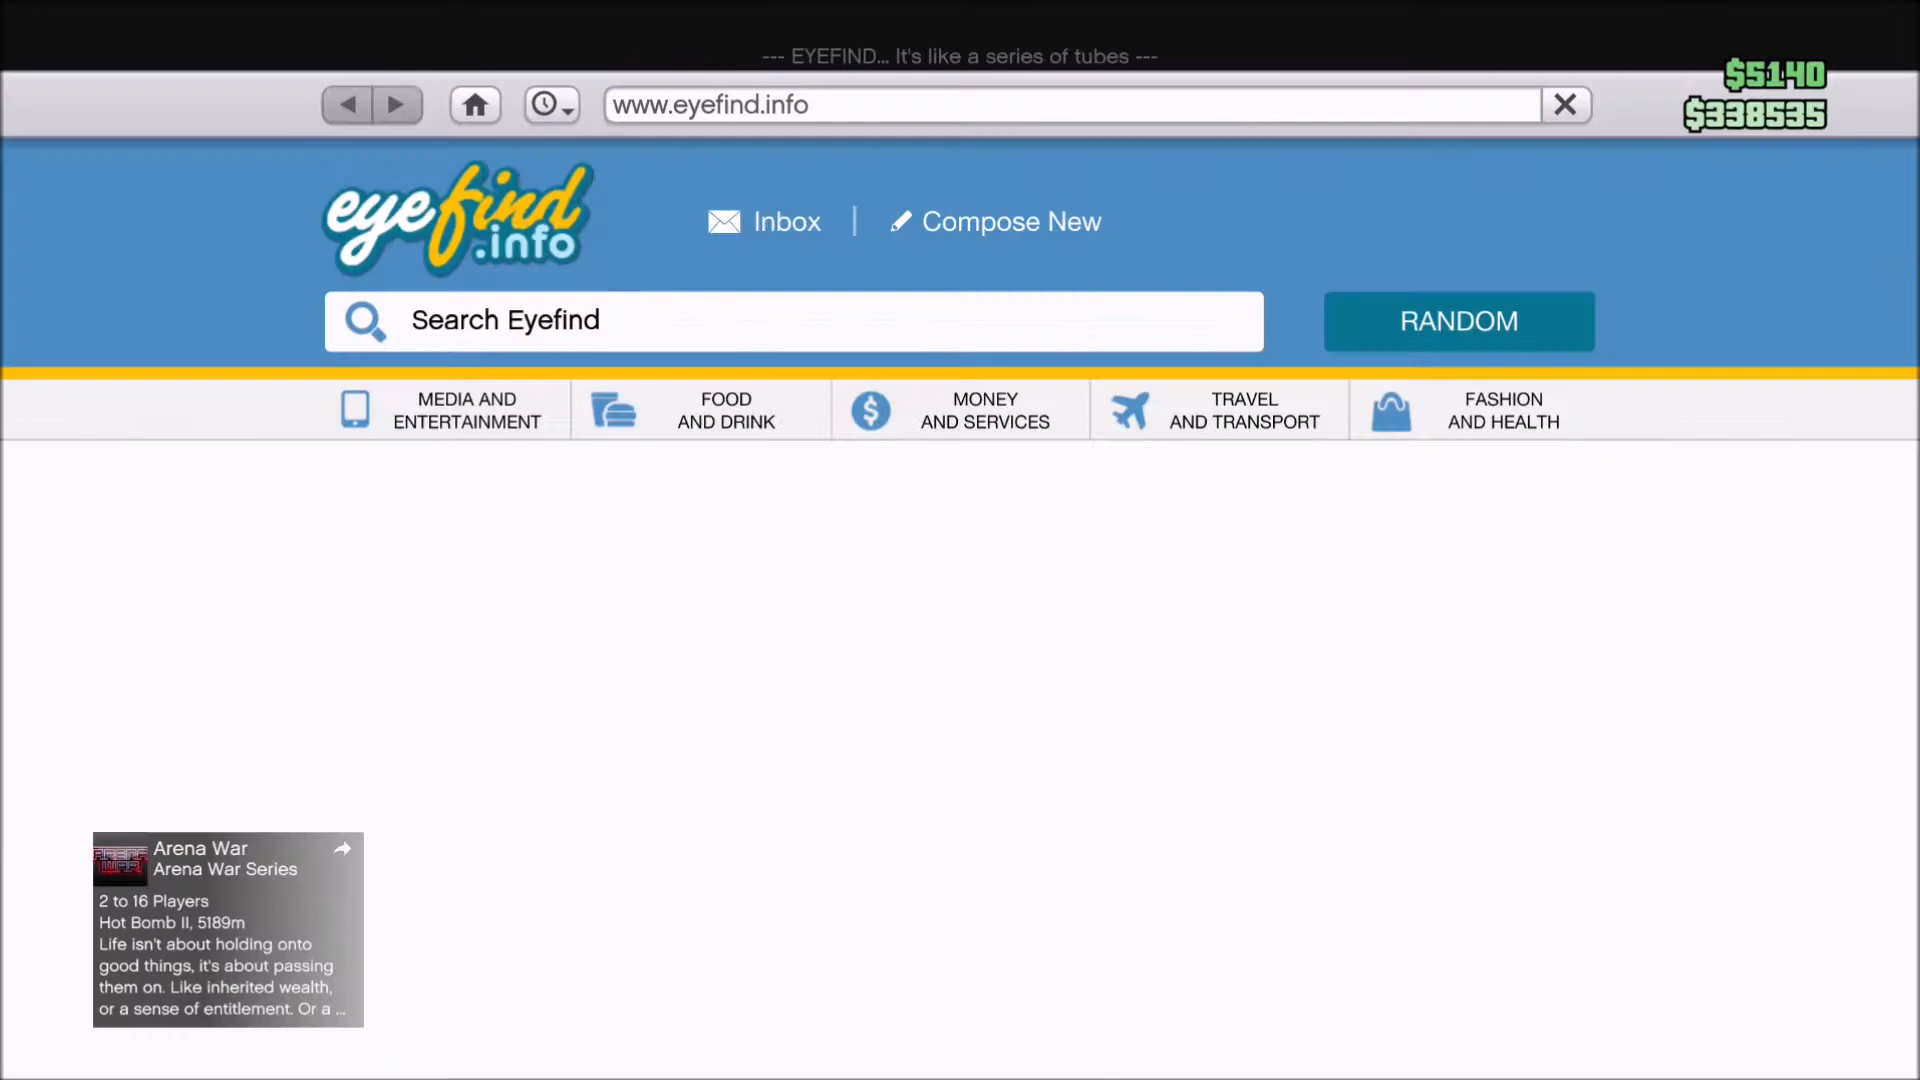 --- EYEFIND... It's like a series of tubes ---
$5140
www.eyefind.info
$338535
eyefind.info
Inbox
Compose New
Search Eyefind
RANDOM
MEDIA AND ENTERTAINMENT
FOOD AND DRINK
MONEY AND SERVICES
TRAVEL AND TRANSPORT
FASHION AND HEALTH
ARENA WAR
Arena War
Arena War Series
2 to 16 Players
Hot Bomb II, 5189m
Life isn't about holding onto
good things, it's about passing
them on. Like inherited wealth,
or a sense of entitlement. Or a ...